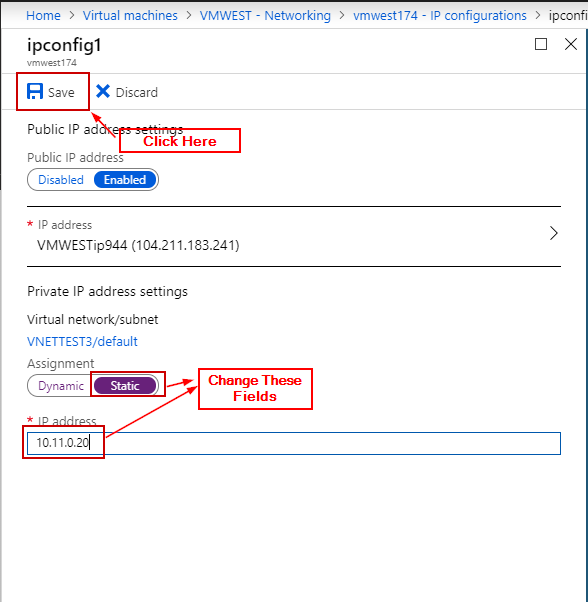 Home > Virtual machines > VMWEST - Networking > vmwest174 - IP configurations > ipconfi
ipconfig1
vmwest174
Save Discard
Public IP address settings
Click Here
Public IP address
Disabled Enabled
* IP address
VMWESTip944 (104.211.183.241)
Private IP address settings
Virtual network/subnet
VNETTEST3/default
Assignment
Dynamic Static
Change These
Fields
* IP address
10.11.0.20